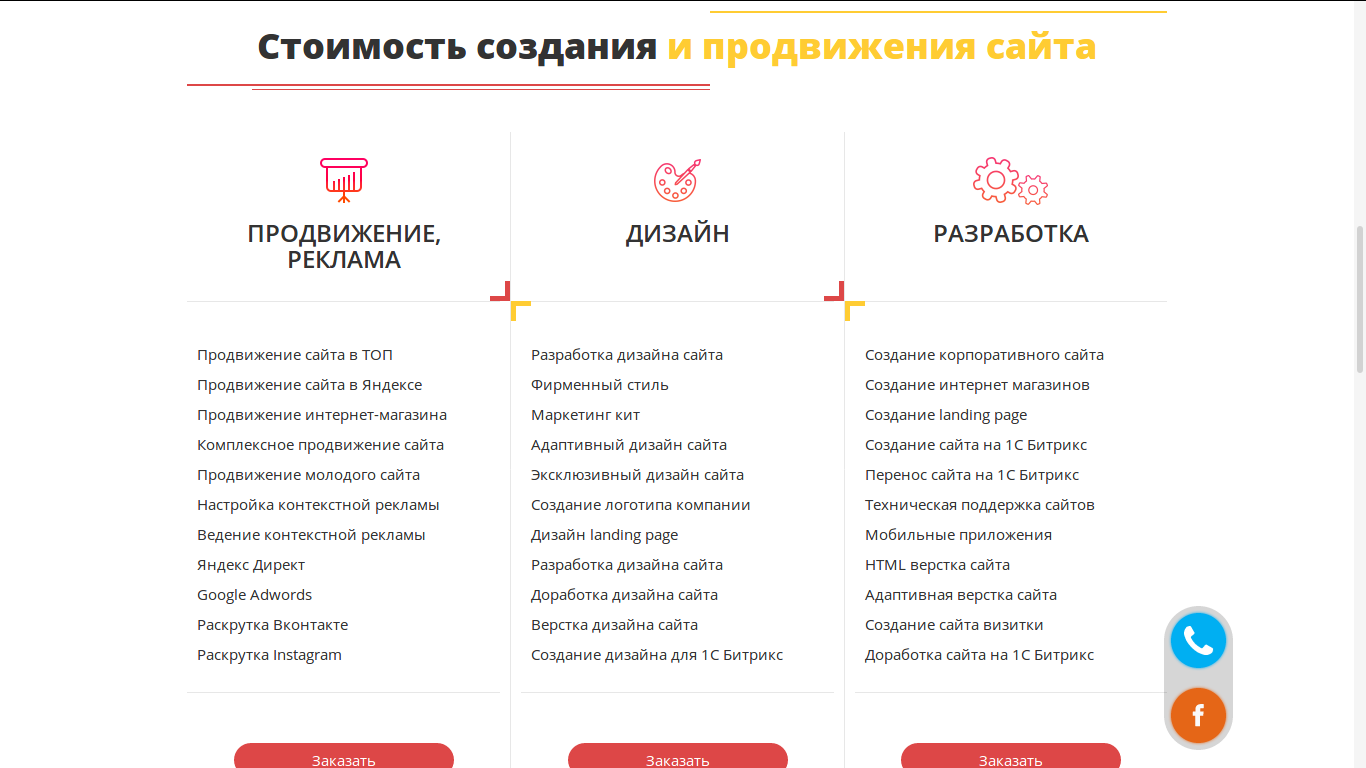 Стоимость создания и продвижения сайта
ПРОДВИЖЕНИЕ,
РЕКЛАМА
Продвижение сайта в ТОП
Продвижение сайта в Яндексе
Продвижение интернет-магазина
Комплексное продвижение сайта
Продвижение молодого сайта
Настройка контекстной рекламы
Ведение контекстной рекламы
Яндекс Директ
Google Adwords
Раскрутка Вконтакте
Раскрутка Instagram
Заказать
ДИЗАЙН
Разработка дизайна сайта
Фирменный стиль
Маркетинг кит
Адаптивный дизайн сайта
Эксклюзивный дизайн сайта
Создание логотипа компании
Дизайн landing page
Разработка дизайна сайта
Доработка дизайна сайта
Верстка дизайна сайта
Создание дизайна для 1С Битрикс
Заказать
РАЗРАБОТКА
Создание корпоративного сайта
Создание интернет магазинов
Создание landing page
Создание сайта на 1С Битрикс
Перенос сайта на 1С Битрикс
Техническая поддержка сайтов
Мобильные приложения
HTML верстка сайта
Адаптивная верстка сайта
Создание сайта визитки
Доработка сайта на 1С Битрикс
Заказать